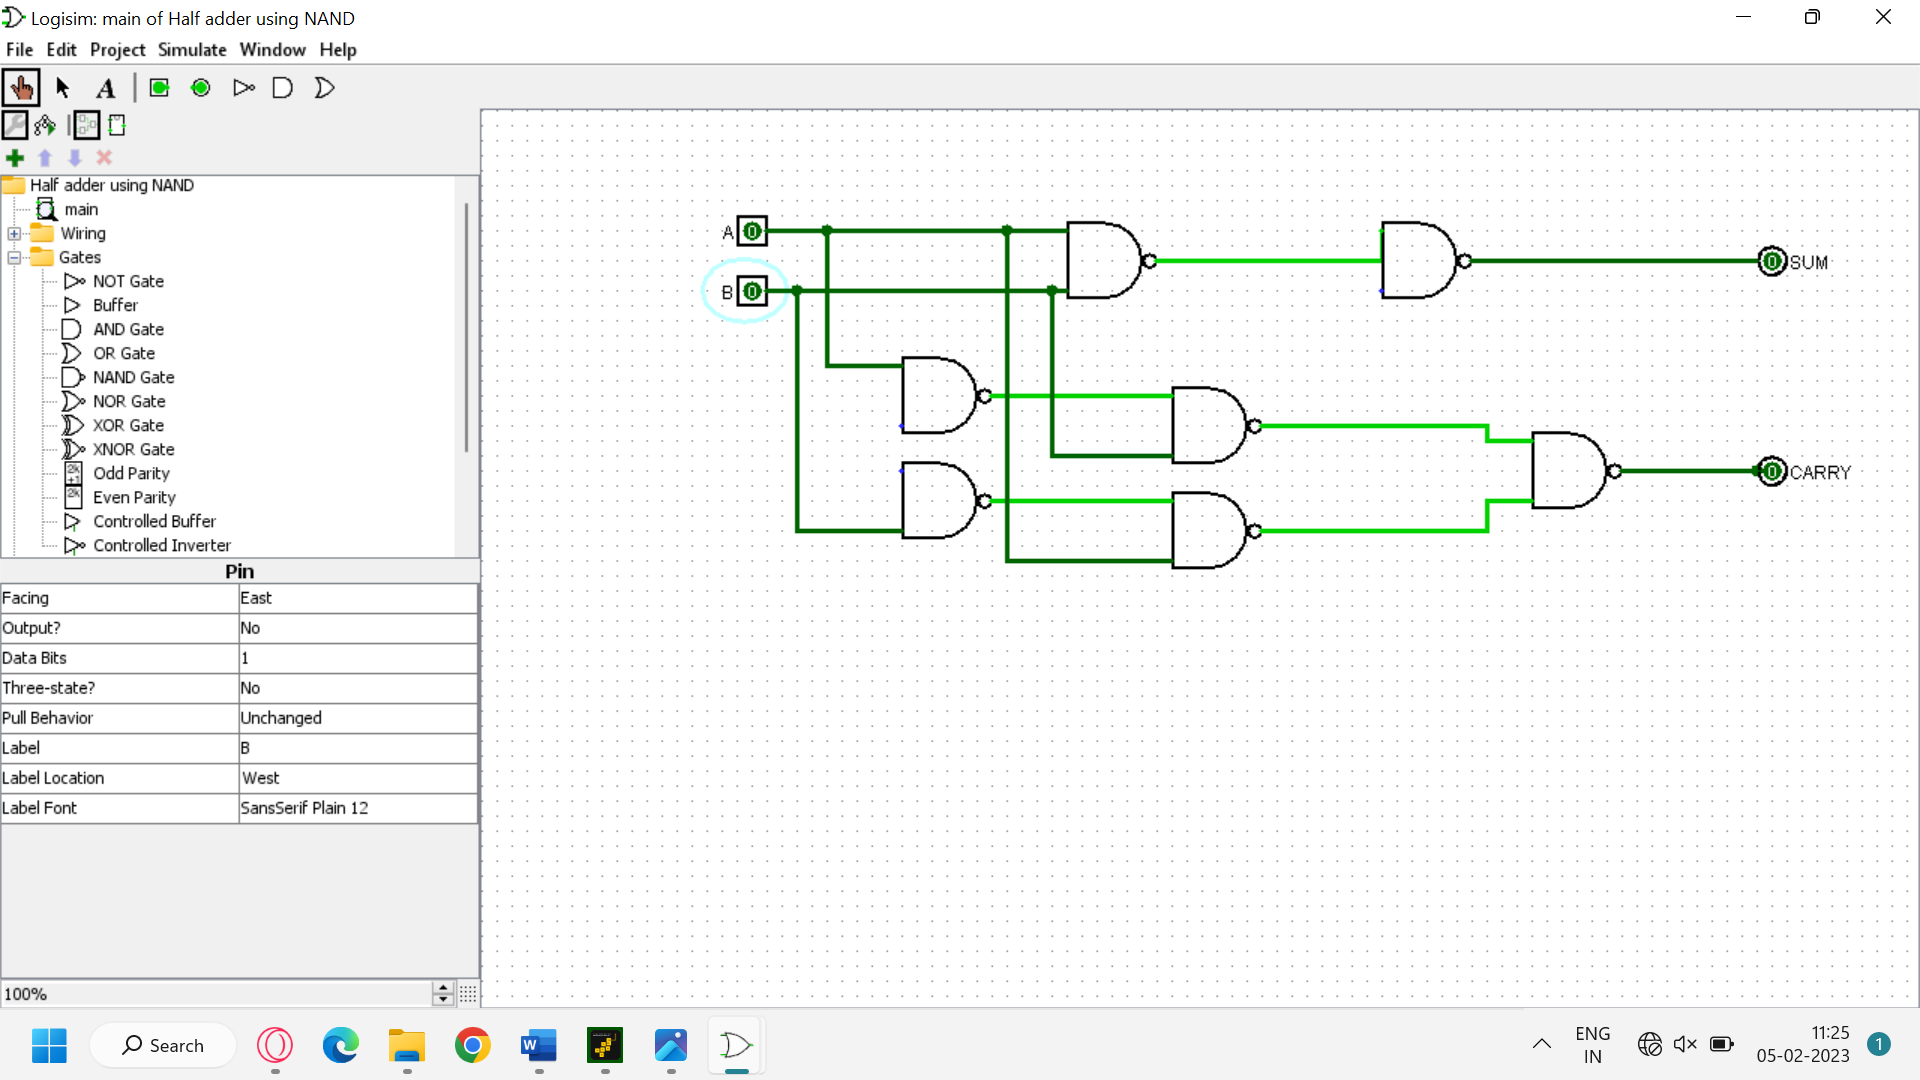 Logisim: main of Half adder using NAND
File Edit Project Simulate Window Help
A
Half adder using NAND
main
Wiring
Gates
NOT Gate
Buffer
AND Gate
OR Gate
NAND Gate
NOR Gate
XOR Gate
XNOR Gate
2k+1 Odd Parity
2k Even Parity
Controlled Buffer
Controlled Inverter
Pin
Facing East
Output? No
Data Bits 1
Three-state? No
Pull Behavior Unchanged
Label B
Label Location West
Label Font SansSerif Plain 12
100%
A 0
B 0
0 SUM
0 CARRY
Search
W
ENG
IN
11:25
05-02-2023
1